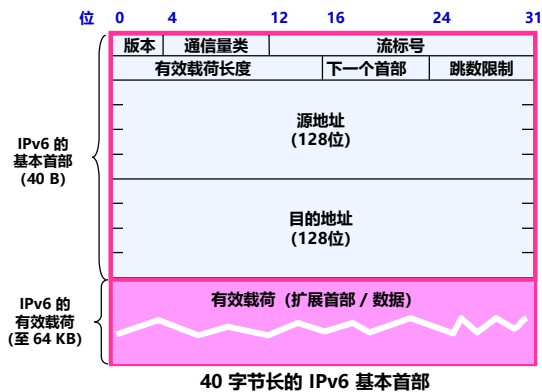 位 0 4 12 16 24 31
版本 通信量类 流标号
有效载荷长度 下一个首部 跳数限制
源地址
(128位)
IPv6 的
基本首部
(40 B)
目的地址
(128位)
IPv6 的
有效载荷
(至 64 KB)
有效载荷（扩展首部 / 数据）
40 字节长的 IPv6 基本首部